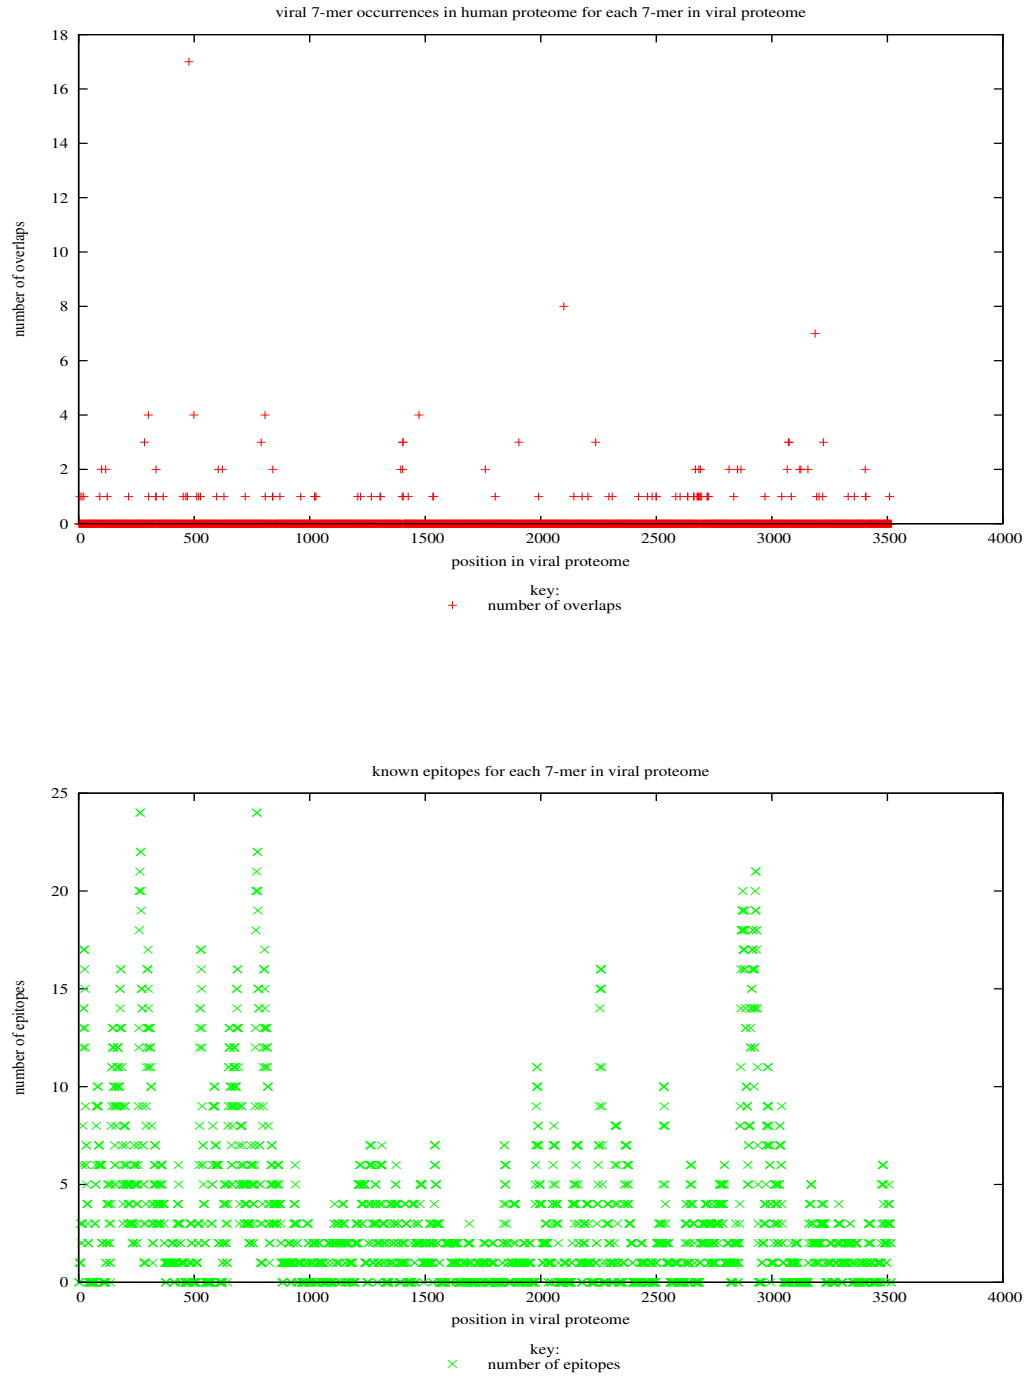 viral 7-mer occurrences in human proteome for each 7-mer in viral proteome
18
16
14
12
10
8
6
4
2
0
number of overlaps
0 500 1000 1500 2000 2500 3000 3500 4000
position in viral proteome
key:
number of overlaps
known epitopes for each 7-mer in viral proteome
25
20
15
10
5
0
number of epitopes
0 500 1000 1500 2000 2500 3000 3500 4000
position in viral proteome
key:
number of epitopes